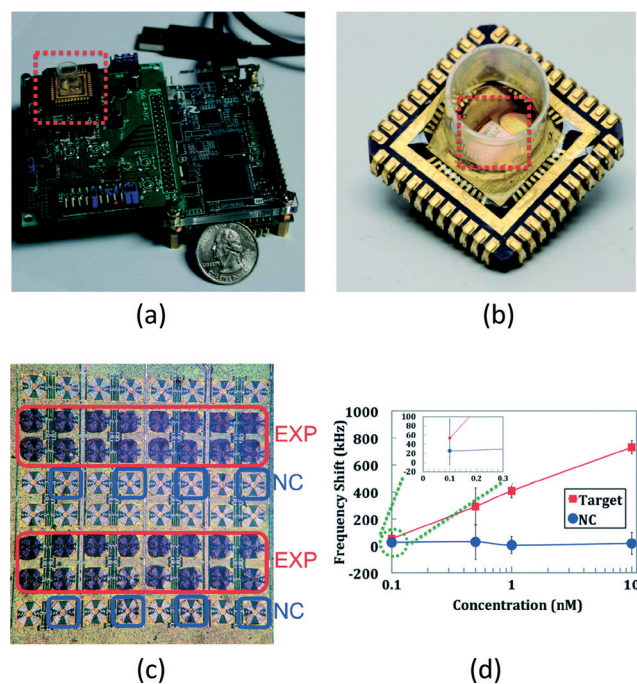 (a)
(b)
EXP
NC
EXP
NC
(c)
Frequency Shift (kHz)
1000
800
600
400
200
0
-200
100
80
60
40
20
0
-20
0
0.1
0.2
0.3
Target
NC
0.1
1
10
Concentration (nM)
(d)